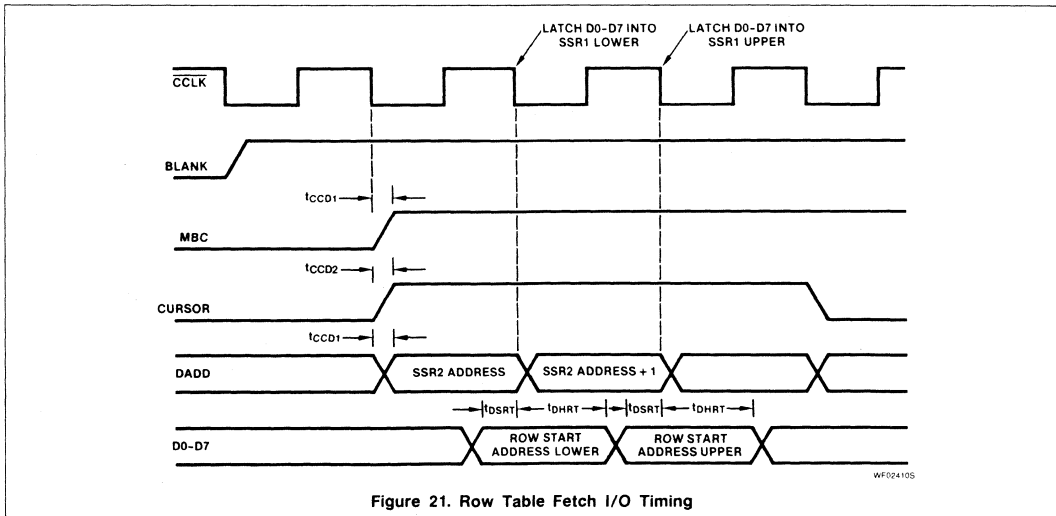 LATCH D0-D7 INTO
SSR1 LOWER
LATCH D0-D7 INTO
SSR1 UPPER
CCLK
BLANK
tCCD1
MBC
tCCD2
CURSOR
tCCD1
DADD
SSR2 ADDRESS
SSR2 ADDRESS + 1
tDSRT
tDHRT
tDSRT
tDHRT
D0-D7
ROW START
ADDRESS LOWER
ROW START
ADDRESS UPPER
WF02410S
Figure 21. Row Table Fetch I/O Timing